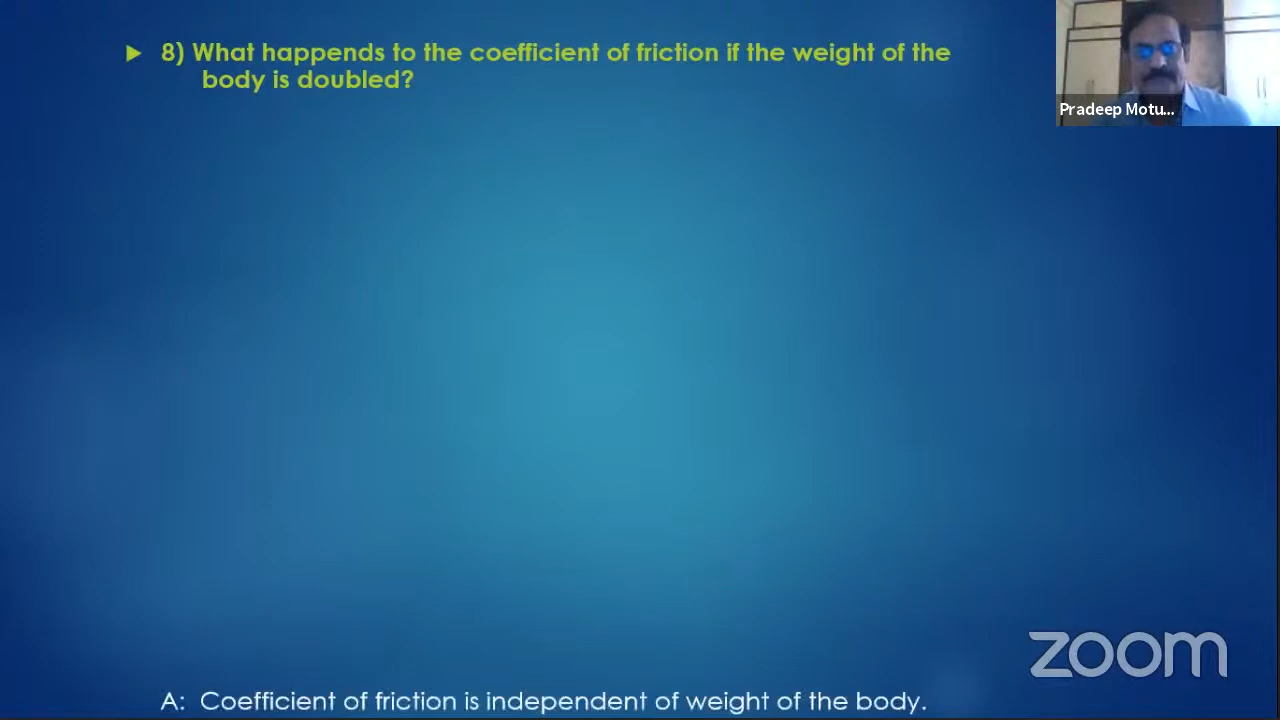 8) What happends to the coefficient of friction if the weight of the
body is doubled?
Pradeep Motu...
zoom
A: Coefficient of friction is independent of weight of the body.